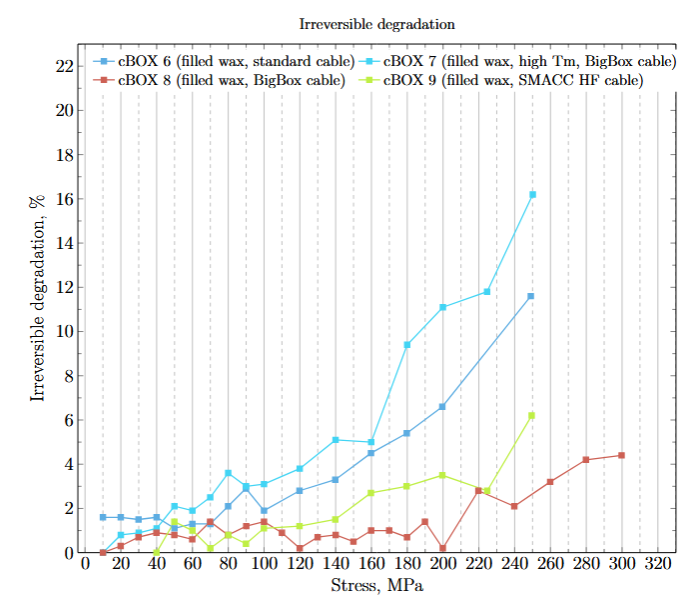 Irreversible degradation
cBOX 6 (filled wax, standard cable) cBOX 7 (filled wax, high Tm, BigBox cable)
cBOX 8 (filled wax, BigBox cable) cBOX 9 (filled wax, SMACC HF cable)
22
20
18
16
14
12
10
8
6
4
2
0
Irreversible degradation, %
0 20 40 60 80 100 120 140 160 180 200 220 240 260 280 300 320
Stress, MPa